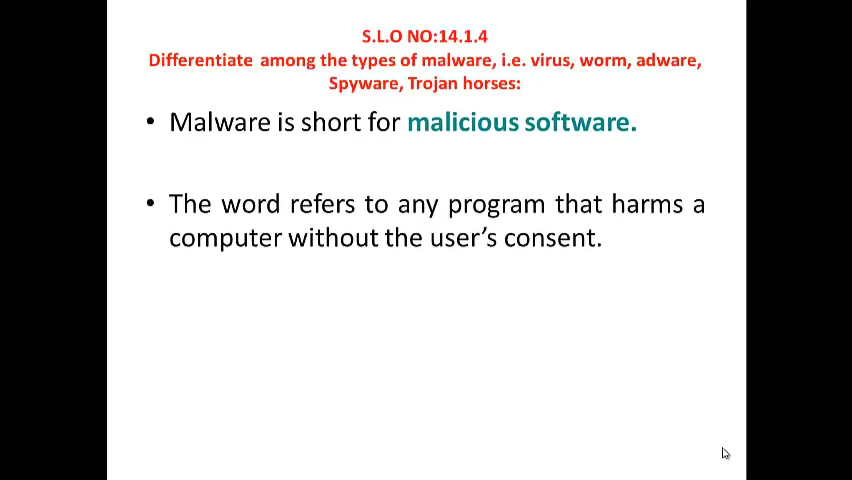 S.L.O NO:14.1.4
Differentiate among the types of malware, i.e. virus, worm, adware,
Spyware, Trojan horses:
• Malware is short for malicious software.
• The word refers to any program that harms a
computer without the user’s consent.